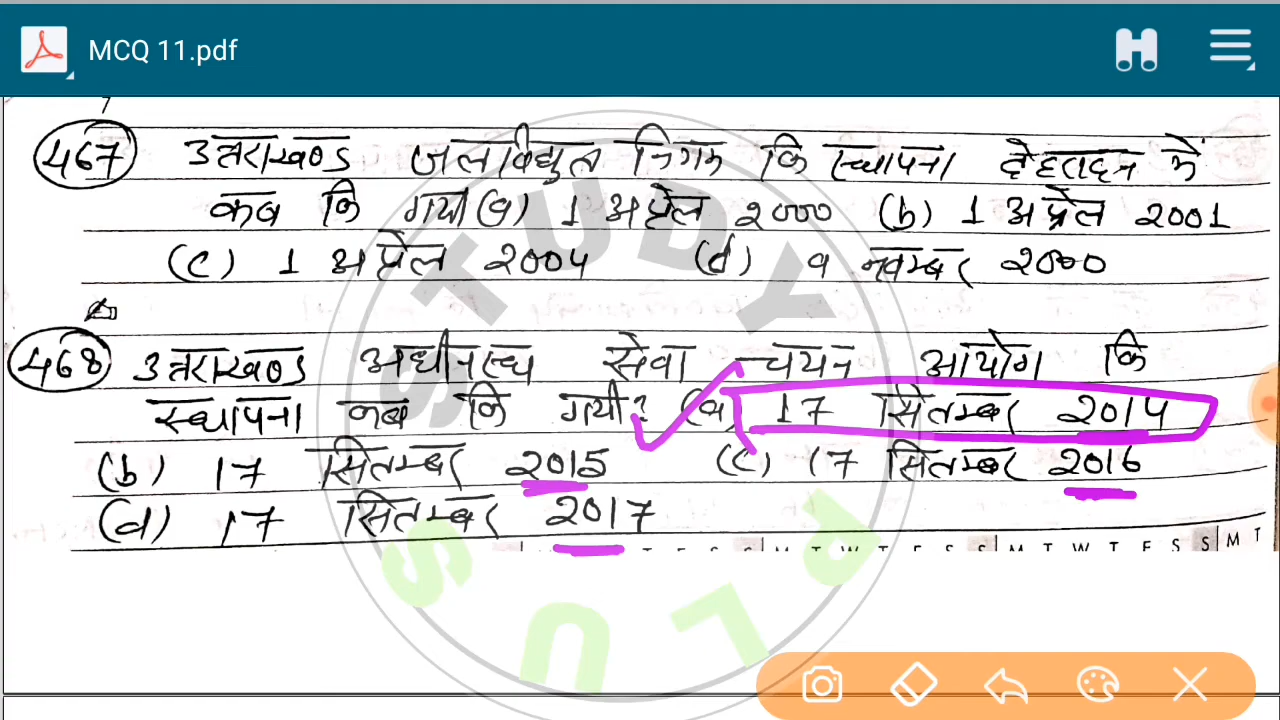 MCQ 11.pdf
467 उत्तराखण्ड जलविद्युत निगम कि स्थापना देहरादून में
कब कि गयी (a) 1 अप्रेल 2000 (b) 1 अप्रेल 2001
(c) 1 अप्रेल 2004 (d) 9 नवम्बर 2000
468 उत्तराखण्ड अधीनस्थ सेवा चयन आयोग कि
स्थापना कब कि गयी? (a) 17 सितम्बर 2014
(b) 17 सितम्बर 2015 (c) 17 सितम्बर 2016
(d) 17 सितम्बर 2017
S M T W T F S S M T W T F S S M T
STUDY
PLUS